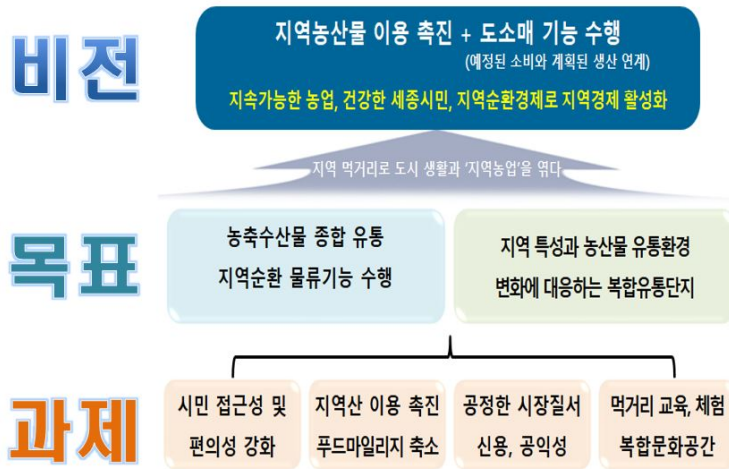 비전
지역농산물 이용 촉진 + 도소매 기능 수행
(예정된 소비와 계획된 생산 연계)
지속가능한 농업, 건강한 세종시민, 지역순환경제로 지역경제 활성화
지역 먹거리로 도시 생활과 '지역농업'을 엮다
목표
농축수산물 종합 유통
지역순환 물류기능 수행
지역 특성과 농산물 유통환경
변화에 대응하는 복합유통단지
과제
시민 접근성 및
편의성 강화
지역산 이용 촉진
푸드마일리지 축소
공정한 시장질서
신용, 공익성
먹거리 교육, 체험
복합문화공간